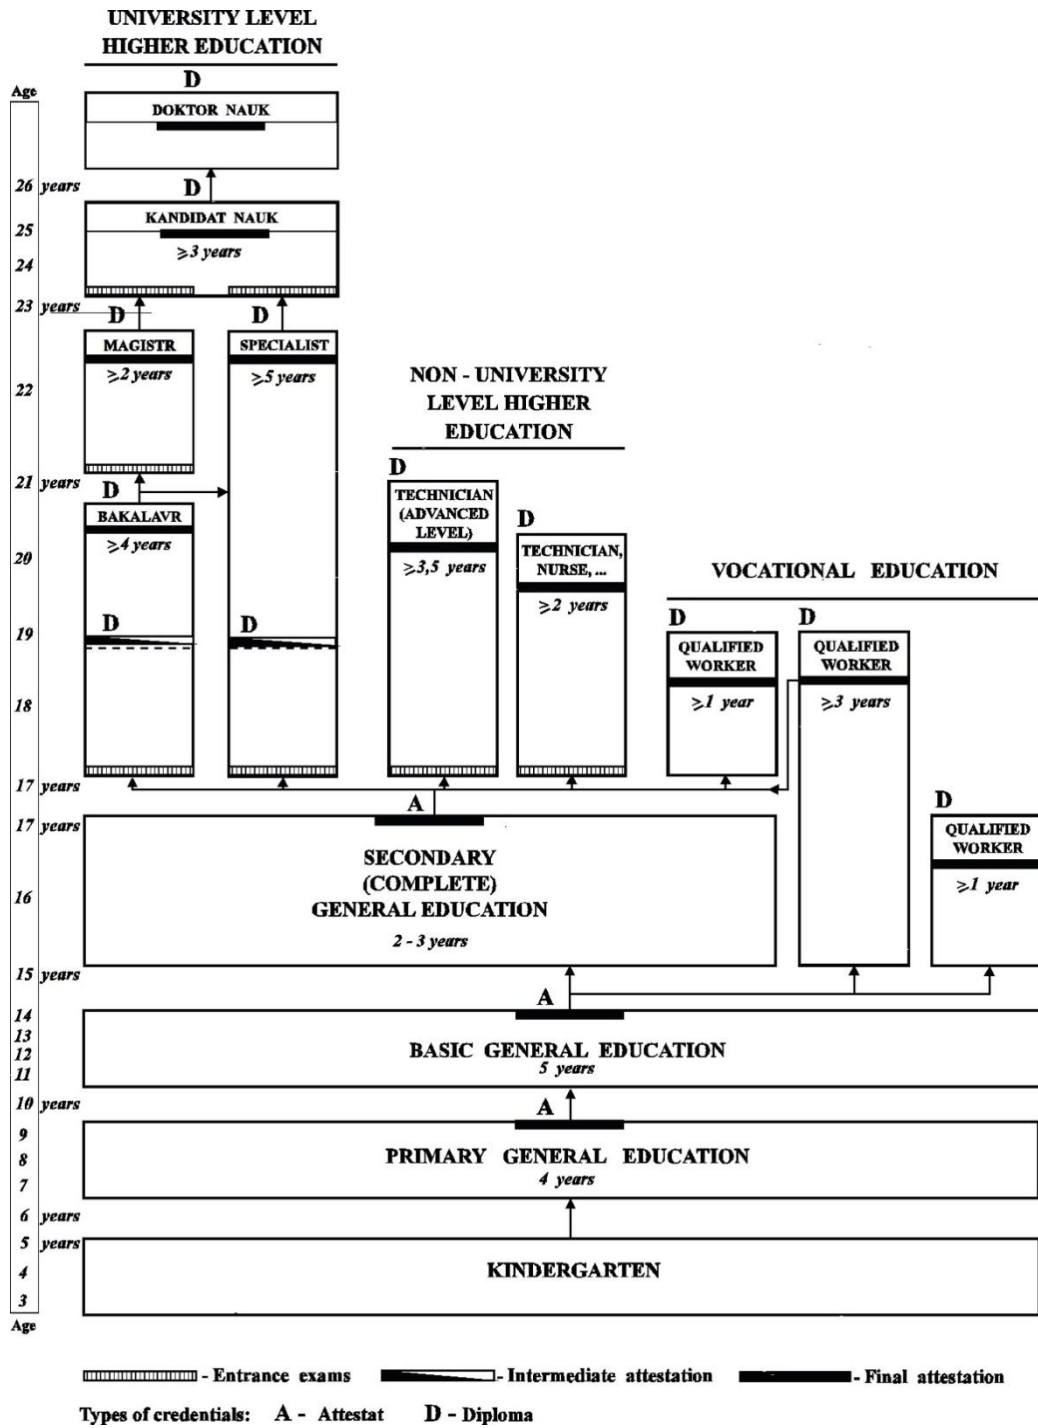 UNIVERSITY LEVEL
HIGHER EDUCATION
D
Age
DOKTOR NAUK
26 years
D
KANDIDAT NAUK
25
⩾3 years
24
23 years
D
D
MAGISTR
SPECIALIST
⩾2 years
⩾5 years
22
NON - UNIVERSITY
LEVEL HIGHER
EDUCATION
21 years
D
D
TECHNICIAN
(ADVANCED
LEVEL)
BAKALAVR
D
⩾4 years
20
⩾3,5 years
TECHNICIAN,
NURSE, ...
⩾2 years
VOCATIONAL EDUCATION
19
D
D
D
D
QUALIFIED
WORKER
QUALIFIED
WORKER
⩾1 year
⩾3 years
18
17 years
A
D
17 years
QUALIFIED
WORKER
⩾1 year
SECONDARY
(COMPLETE)
GENERAL EDUCATION
2 - 3 years
16
15 years
A
14
13
12
11
BASIC GENERAL EDUCATION
5 years
10 years
A
9
8
7
PRIMARY GENERAL EDUCATION
4 years
6 years
5 years
4
3
KINDERGARTEN
Age
- Entrance exams
- Intermediate attestation
- Final attestation
Types of credentials: A - Attestat D - Diploma